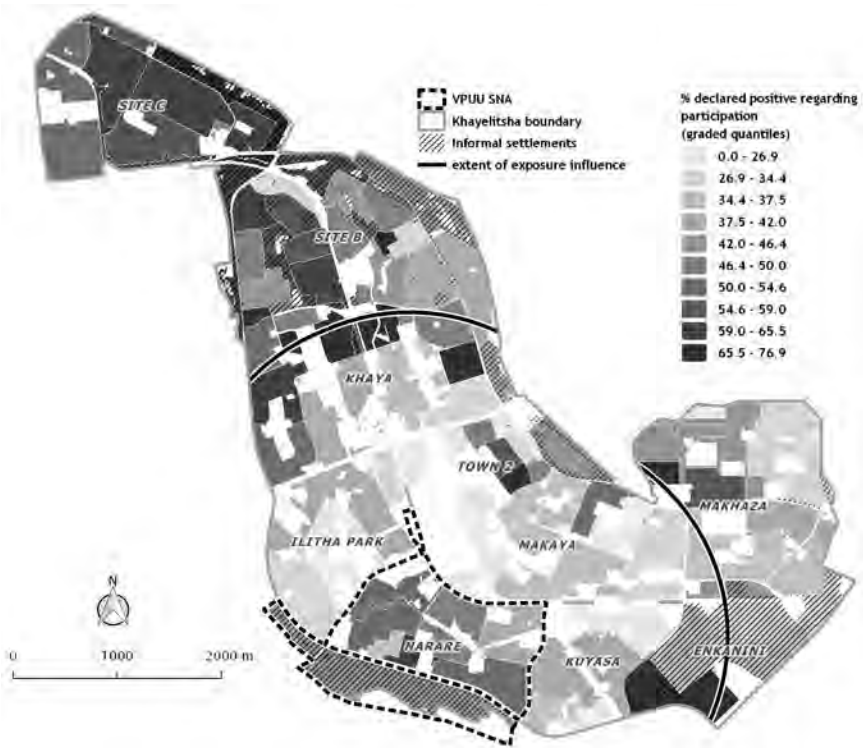 SITE C
VPUU SNA
Khayelitsha boundary
Informal settlements
extent of exposure influence
% declared positive regarding
participation
(graded quantiles)
0.0 - 26.9
26.9 - 34.4
34.4 - 37.5
37.5 - 42.0
42.0 - 46.4
46.4 - 50.0
50.0 - 54.6
54.6 - 59.0
59.0 - 65.5
65.5 - 76.9
SITE B
KHAYA
TOWN 2
MAKHAZA
ILITHA PARK
MAKAYA
N
HARARE
KUYASA
ENKANINI
0 1000 2000 m